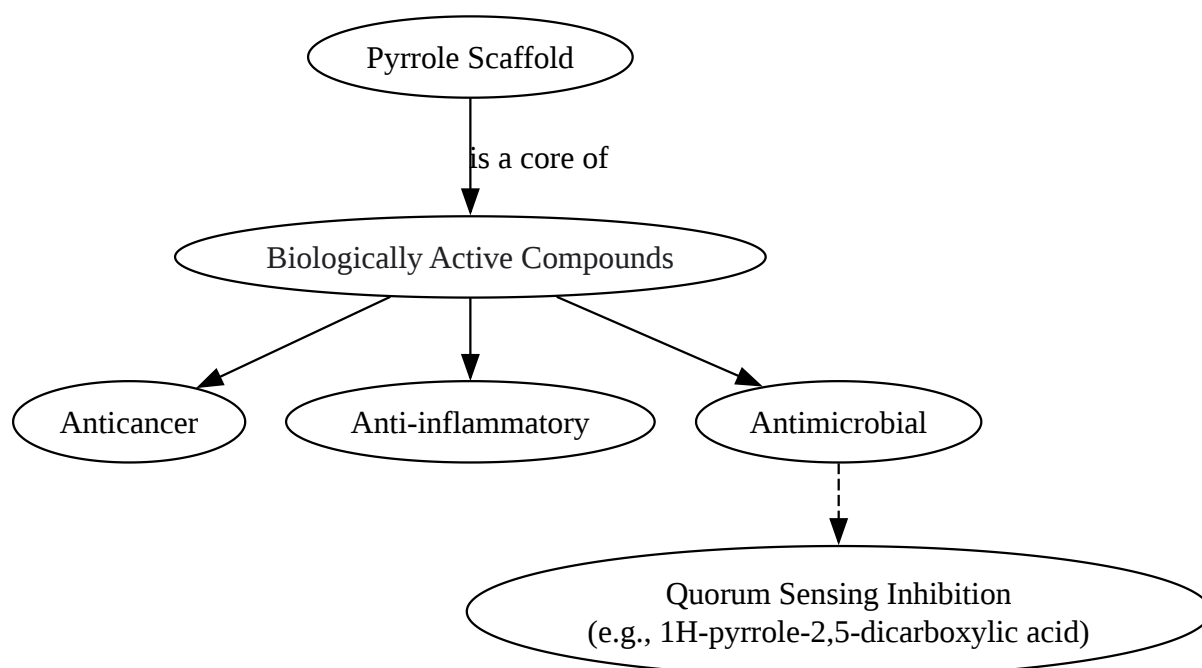 Pyrrole Scaffold
is a core of
Biologically Active Compounds
Anticancer
Anti-inflammatory
Antimicrobial
Quorum Sensing Inhibition
(e.g., 1H-pyrrole-2,5-dicarboxylic acid)